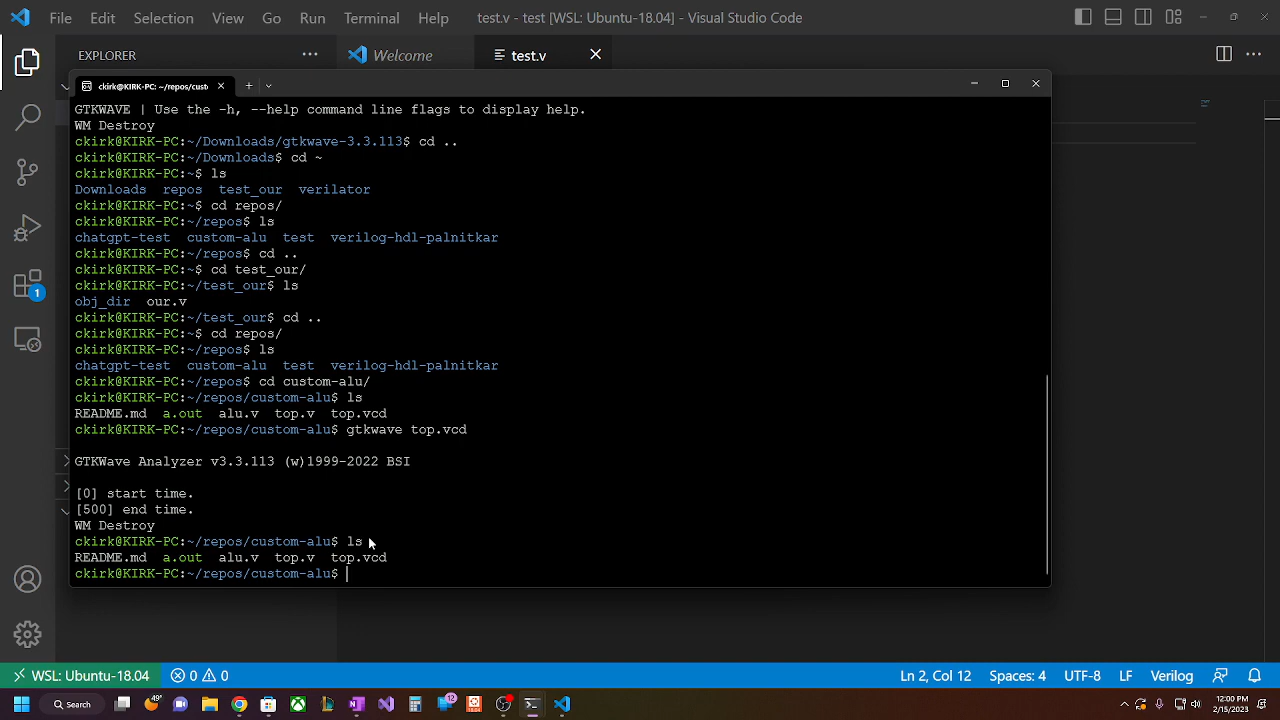 File Edit Selection View Go Run Terminal Help test.v - test [WSL: Ubuntu-18.04] - Visual Studio Code
EXPLORER ··· Welcome test.v
ckirk@KIRK-PC: ~/repos/cust
GTKWAVE | Use the -h, --help command line flags to display help.
WM Destroy
ckirk@KIRK-PC:~/Downloads/gtkwave-3.3.113$ cd ..
ckirk@KIRK-PC:~/Downloads$ cd ~
ckirk@KIRK-PC:~$ ls
Downloads repos test_our verilator
ckirk@KIRK-PC:~$ cd repos/
ckirk@KIRK-PC:~/repos$ ls
chatgpt-test custom-alu test verilog-hdl-palnitkar
ckirk@KIRK-PC:~/repos$ cd ..
ckirk@KIRK-PC:~$ cd test_our/
ckirk@KIRK-PC:~/test_our$ ls
obj_dir our.v
ckirk@KIRK-PC:~/test_our$ cd ..
ckirk@KIRK-PC:~$ cd repos/
ckirk@KIRK-PC:~/repos$ ls
chatgpt-test custom-alu test verilog-hdl-palnitkar
ckirk@KIRK-PC:~/repos$ cd custom-alu/
ckirk@KIRK-PC:~/repos/custom-alu$ ls
README.md a.out alu.v top.v top.vcd
ckirk@KIRK-PC:~/repos/custom-alu$ gtkwave top.vcd
GTKWave Analyzer v3.3.113 (w)1999-2022 BSI
[0] start time.
[500] end time.
WM Destroy
ckirk@KIRK-PC:~/repos/custom-alu$ ls
README.md a.out alu.v top.v top.vcd
ckirk@KIRK-PC:~/repos/custom-alu$
1
WSL: Ubuntu-18.04 0 0 Ln 2, Col 12 Spaces: 4 UTF-8 LF Verilog
Search 49° 12 12:00 PM
2/15/2023